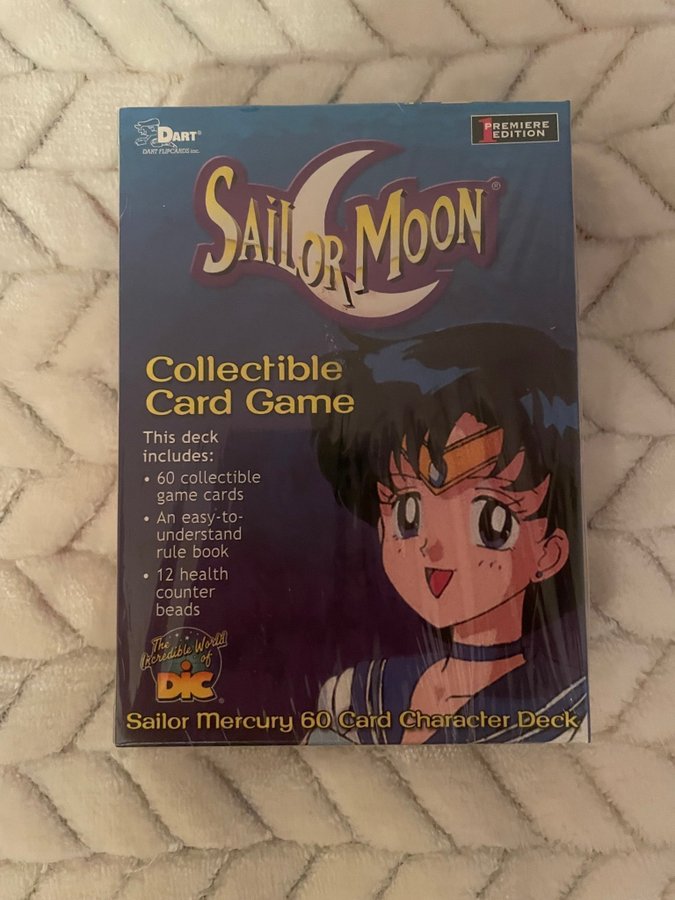 DART®
DART FLIPCARDS inc.
1 PREMIERE
EDITION
SAILOR MOON®
Collectible
Card Game
This deck
includes:
• 60 collectible
game cards
• An easy-to-
understand
rule book
• 12 health
counter
beads
The
Incredible World
of
DIC®
Sailor Mercury 60 Card Character Deck